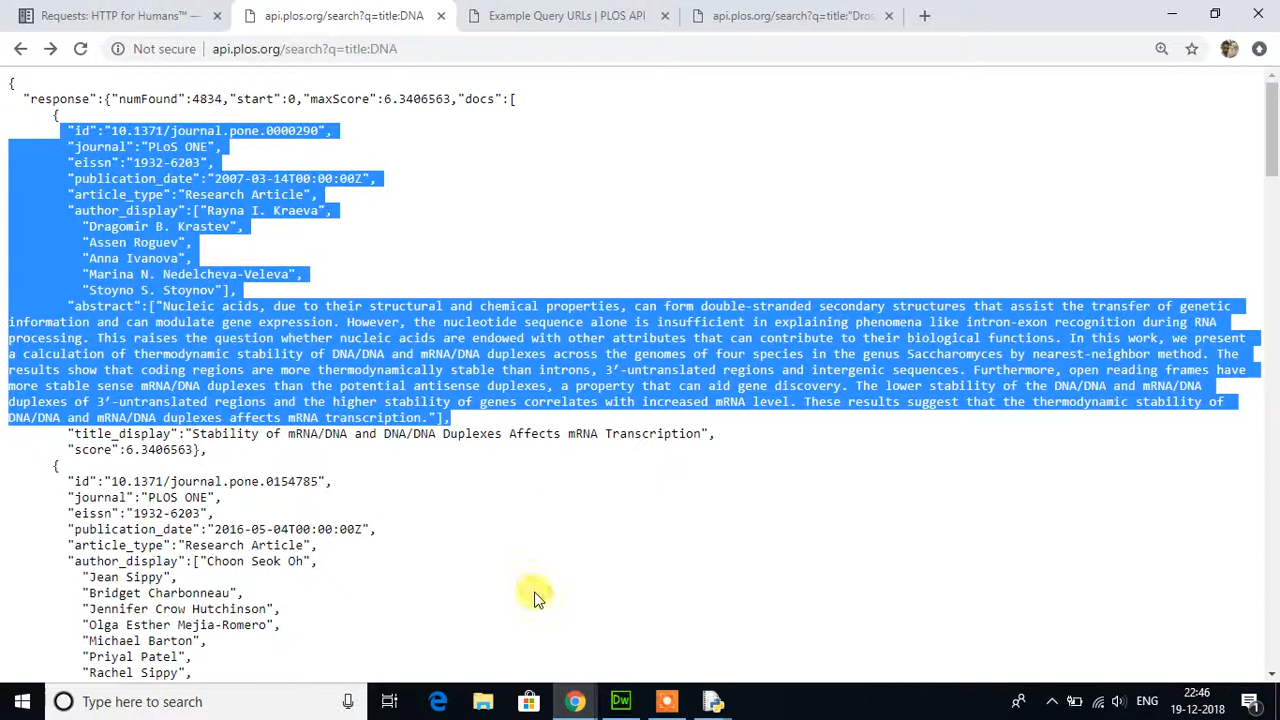 Requests: HTTP for Humans™ —
api.plos.org/search?q=title:DNA
Example Query URLs | PLOS API
api.plos.org/search?q=title:"Dros
Not secure
api.plos.org/search?q=title:DNA
{
"response":{"numFound":4834,"start":0,"maxScore":6.3406563,"docs":[
{
"id":"10.1371/journal.pone.0000290",
"journal":"PLoS ONE",
"eissn":"1932-6203",
"publication_date":"2007-03-14T00:00:00Z",
"article_type":"Research Article",
"author_display":["Rayna I. Kraeva",
"Dragomir B. Krastev",
"Assen Roguev",
"Anna Ivanova",
"Marina N. Nedelcheva-Veleva",
"Stoyno S. Stoynov"],
"abstract":["Nucleic acids, due to their structural and chemical properties, can form double-stranded secondary structures that assist the transfer of genetic
information and can modulate gene expression. However, the nucleotide sequence alone is insufficient in explaining phenomena like intron-exon recognition during RNA
processing. This raises the question whether nucleic acids are endowed with other attributes that can contribute to their biological functions. In this work, we present
a calculation of thermodynamic stability of DNA/DNA and mRNA/DNA duplexes across the genomes of four species in the genus Saccharomyces by nearest-neighbor method. The
results show that coding regions are more thermodynamically stable than introns, 3′-untranslated regions and intergenic sequences. Furthermore, open reading frames have
more stable sense mRNA/DNA duplexes than the potential antisense duplexes, a property that can aid gene discovery. The lower stability of the DNA/DNA and mRNA/DNA
duplexes of 3′-untranslated regions and the higher stability of genes correlates with increased mRNA level. These results suggest that the thermodynamic stability of
DNA/DNA and mRNA/DNA duplexes affects mRNA transcription."],
"title_display":"Stability of mRNA/DNA and DNA/DNA Duplexes Affects mRNA Transcription",
"score":6.3406563},
{
"id":"10.1371/journal.pone.0154785",
"journal":"PLOS ONE",
"eissn":"1932-6203",
"publication_date":"2016-05-04T00:00:00Z",
"article_type":"Research Article",
"author_display":["Choon Seok Oh",
"Jean Sippy",
"Bridget Charbonneau",
"Jennifer Crow Hutchinson",
"Olga Esther Mejia-Romero",
"Michael Barton",
"Priyal Patel",
"Rachel Sippy",
Type here to search
Dw
ENG
22:46
19-12-2018
1